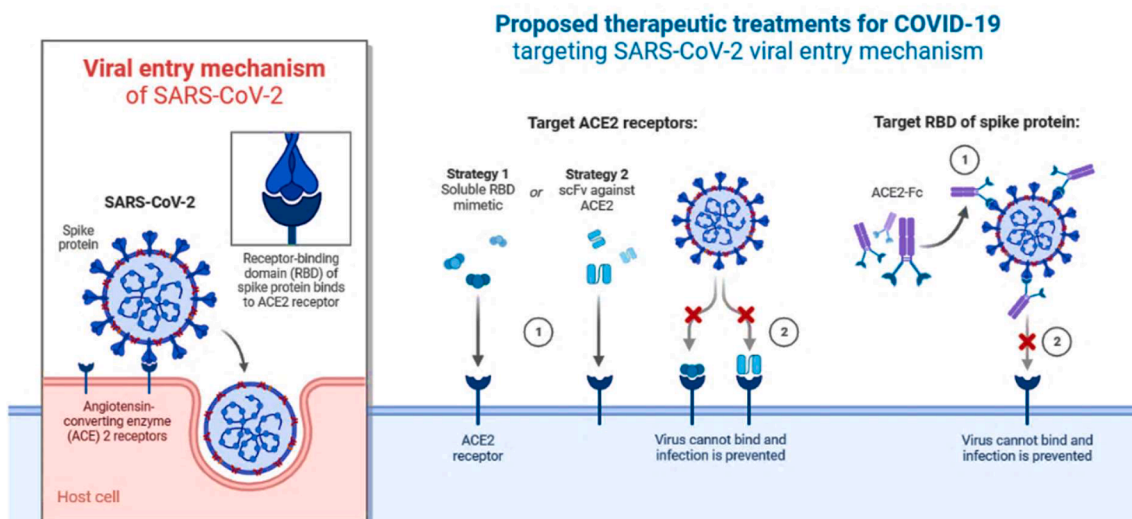 Viral entry mechanism
of SARS-CoV-2
SARS-CoV-2
Spike
protein
Receptor-binding
domain (RBD) of
spike protein binds
to ACE2 receptor
Angiotensin-
converting enzyme
(ACE) 2 receptors
Host cell
Proposed therapeutic treatments for COVID-19
targeting SARS-CoV-2 viral entry mechanism
Target ACE2 receptors:
Strategy 1
Soluble RBD
mimetic
or
Strategy 2
scFv against
ACE2
1
2
ACE2
receptor
Virus cannot bind and
infection is prevented
Target RBD of spike protein:
ACE2-Fc
1
2
Virus cannot bind and
infection is prevented